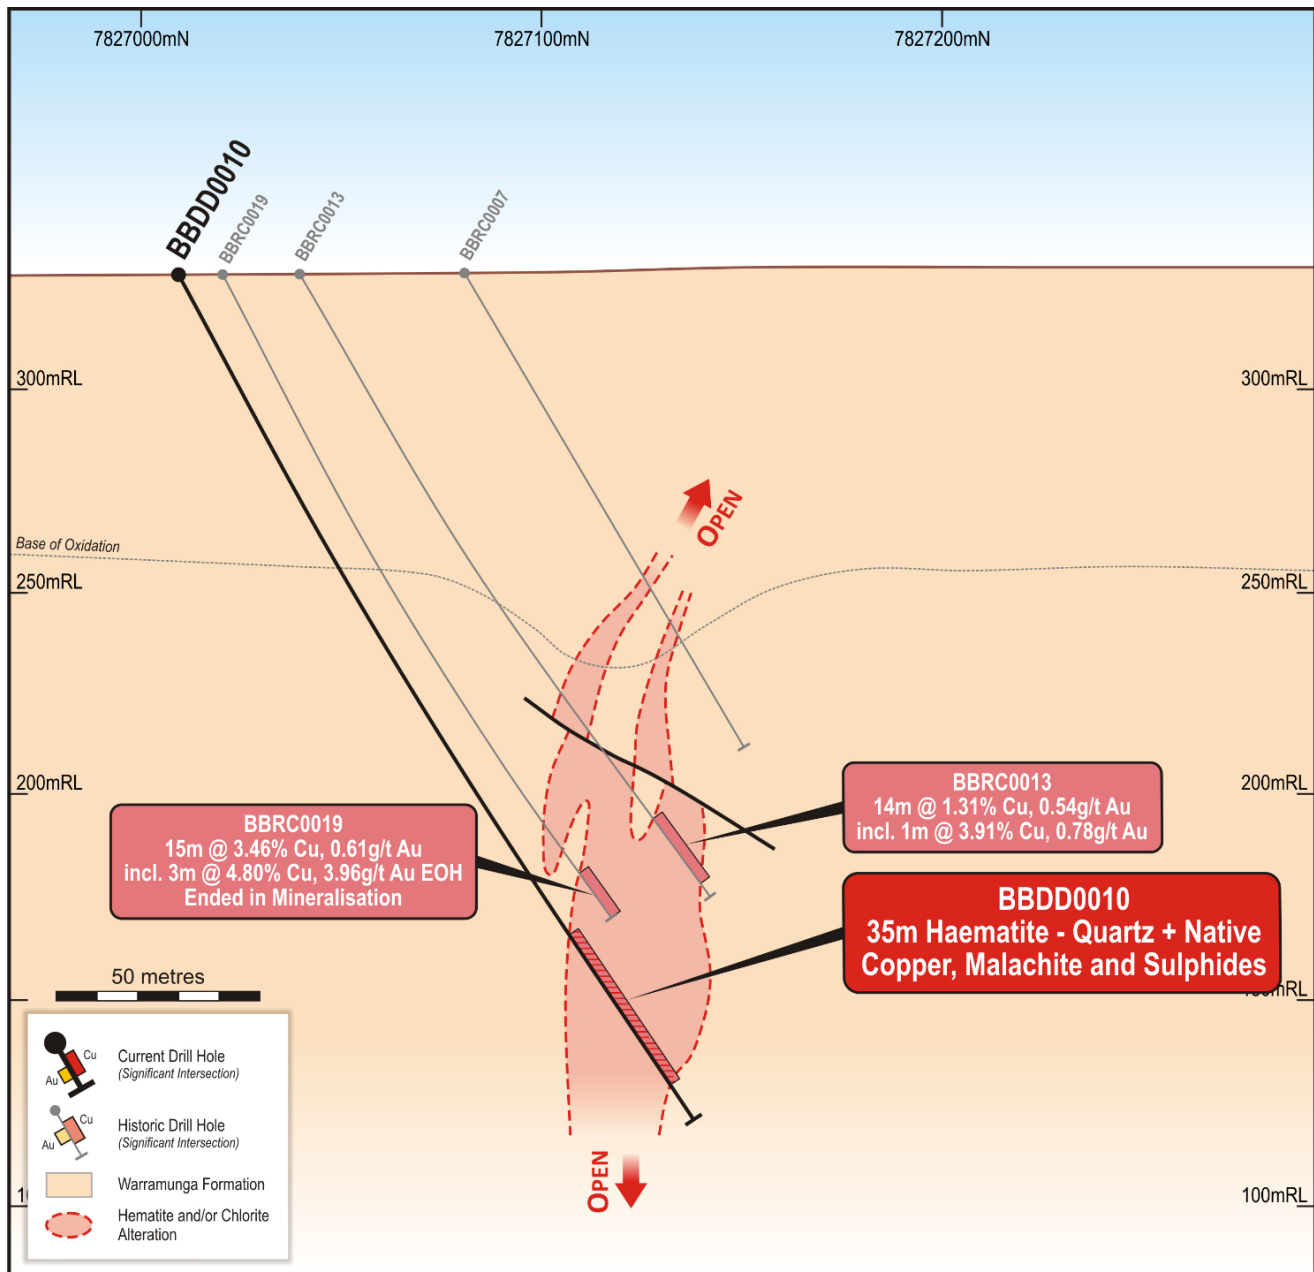 7827000mN
7827100mN
7827200mN
BBDD0010
BBRC0019
BBRC0013
BBRC0007
300mRL
300mRL
OPEN
Base of Oxidation
250mRL
250mRL
200mRL
200mRL
BBRC0013
14m @ 1.31% Cu, 0.54g/t Au
incl. 1m @ 3.91% Cu, 0.78g/t Au
BBRC0019
15m @ 3.46% Cu, 0.61g/t Au
incl. 3m @ 4.80% Cu, 3.96g/t Au EOH
Ended in Mineralisation
BBDD0010
35m Haematite - Quartz + Native
Copper, Malachite and Sulphides
50 metres
Cu
Au
Current Drill Hole
(Significant Intersection)
Cu
Au
Historic Drill Hole
(Significant Intersection)
Warramunga Formation
Hematite and/or Chlorite
Alteration
OPEN
100mRL